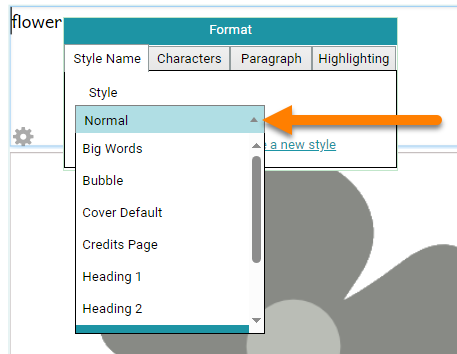 flower
Format
Style Name Characters Paragraph Highlighting
Style
Normal
a new style
Big Words
Bubble
Cover Default
Credits Page
Heading 1
Heading 2